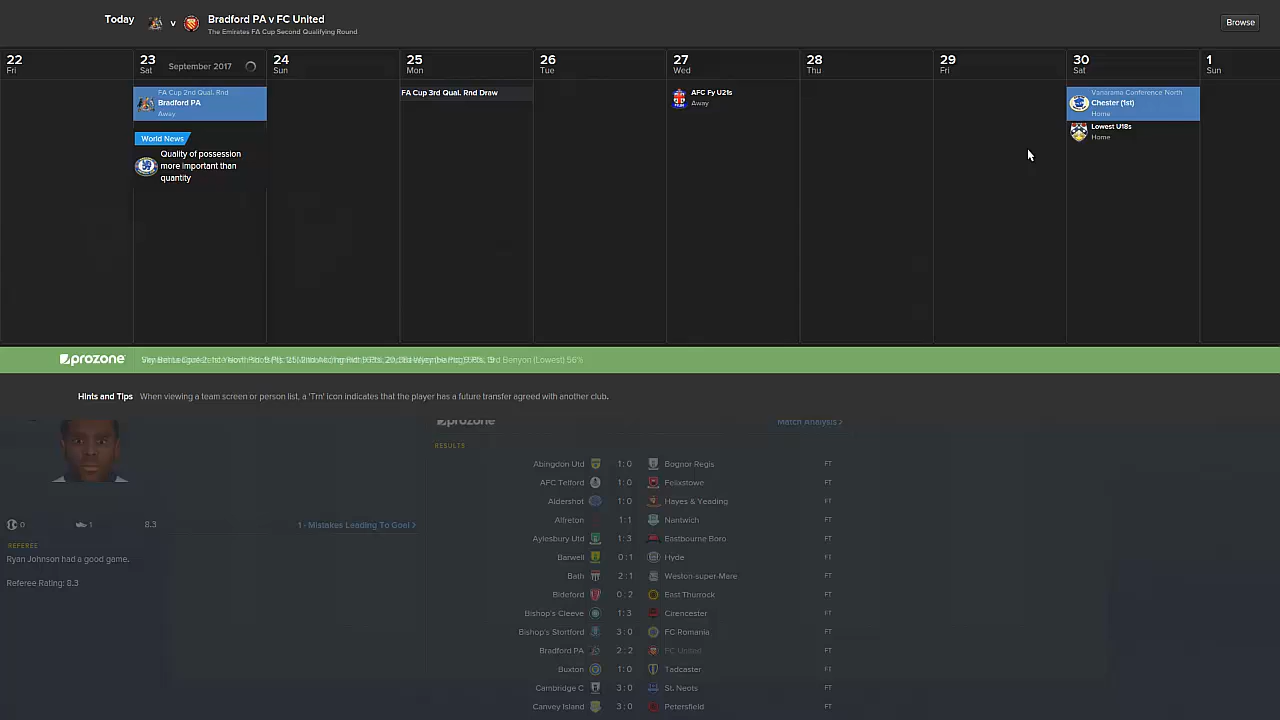 Today
v
Bradford PA v FC United
The Emirates FA Cup Second Qualifying Round
Browse
22
Fri
23
Sat
September 2017
24
Sun
25
Mon
26
Tue
27
Wed
28
Thu
29
Fri
30
Sat
1
Sun
FA Cup 2nd Qual. Rnd
Bradford PA
Away
World News
Quality of possession
more important than
quantity
FA Cup 3rd Qual. Rnd Draw
AFC Fy U21s
Away
Vanarama Conference North
Chester (1st)
Home
Lowest U18s
Home
prozone
Benyon (Lowest) 56%
Hints and Tips
When viewing a team screen or person list, a 'Trn' icon indicates that the player has a future transfer agreed with another club.
prozone
Match Analysis >
RESULTS
Abingdon Utd 1:0 Bognor Regis FT
AFC Telford 1:0 Felixstowe FT
Aldershot 1:0 Hayes & Yeading FT
Alfreton 1:1 Nantwich FT
Aylesbury Utd 1:3 Eastbourne Boro FT
Barwell 0:1 Hyde FT
Bath 2:1 Weston-super-Mare FT
Bideford 0:2 East Thurrock FT
Bishop's Cleeve 1:3 Cirencester FT
Bishop's Stortford 3:0 FC Romania FT
Bradford PA 2:2 FC United FT
Buxton 1:0 Tadcaster FT
Cambridge C 3:0 St. Neots FT
Canvey Island 3:0 Petersfield FT
0 1 8.3
1 - Mistakes Leading To Goal >
REFEREE
Ryan Johnson had a good game.
Referee Rating: 8.3